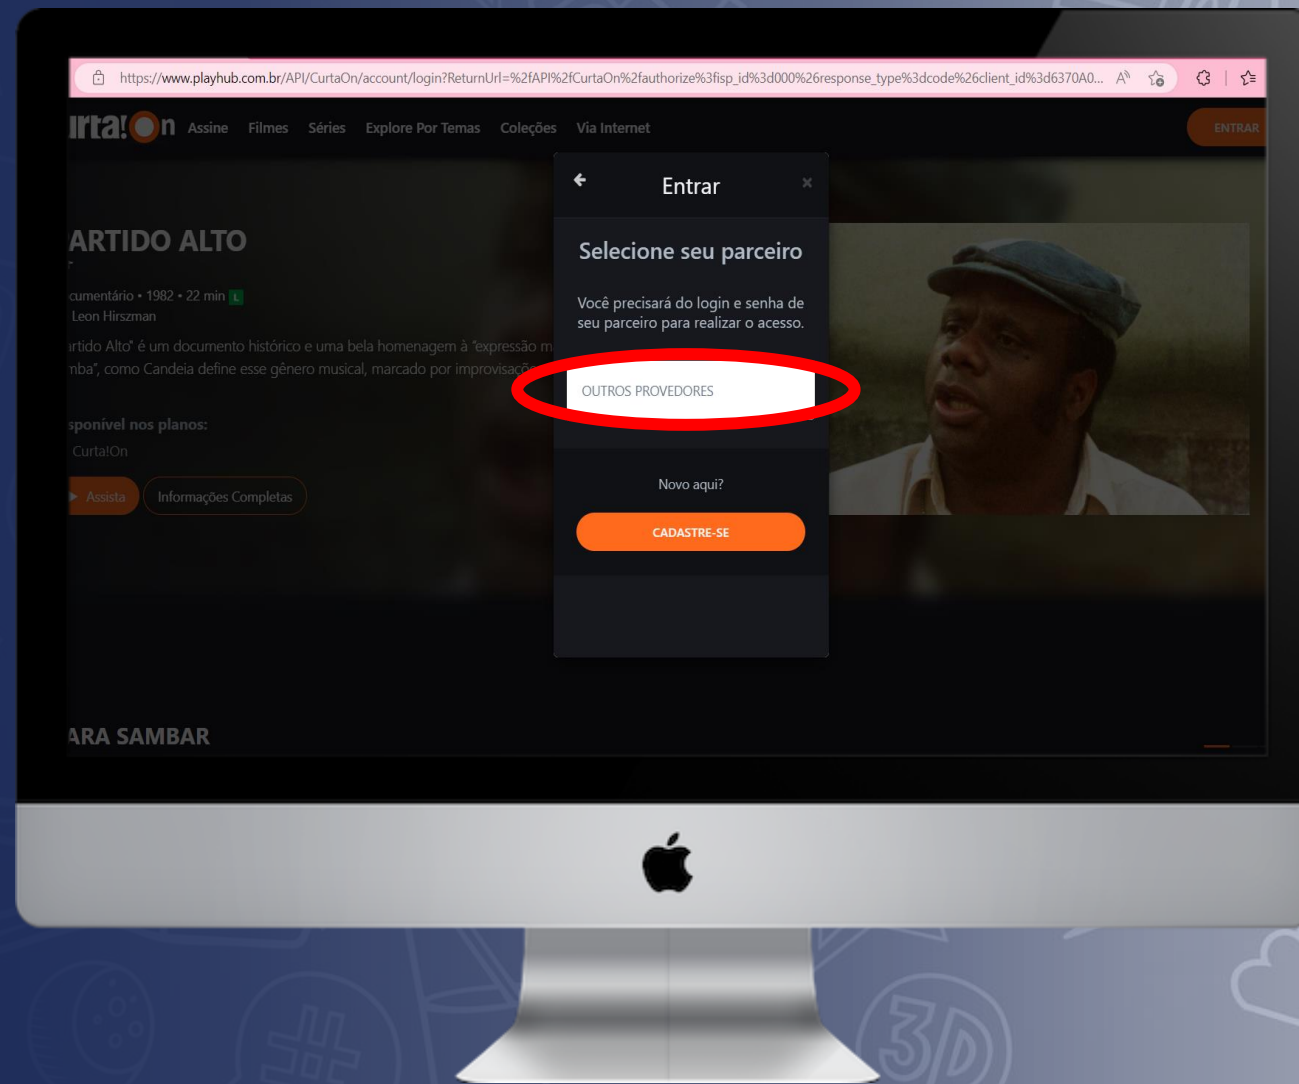 https://www.playhub.com.br/API/CurtaOn/account/login?ReturnUrl=%2fAPI%2fCurtaOn%2fauthorize%3fisp_id%3d000%26response_type%3dcode%26client_id%3d6370A0...
urta!On Assine Filmes Séries Explore Por Temas Coleções Via Internet ENTRAR
Entrar
Selecione seu parceiro
Você precisará do login e senha de
seu parceiro para realizar o acesso.
OUTROS PROVEDORES
Novo aqui?
CADASTRE-SE
ARTIDO ALTO
cumentário • 1982 • 22 min L
Leon Hirszman
artido Alto" é um documento histórico e uma bela homenagem à "expressão m
mba", como Candeia define esse gênero musical, marcado por improvisaçõ
sponível nos planos:
Curta!On
Assista Informações Completas
ARA SAMBAR
3D